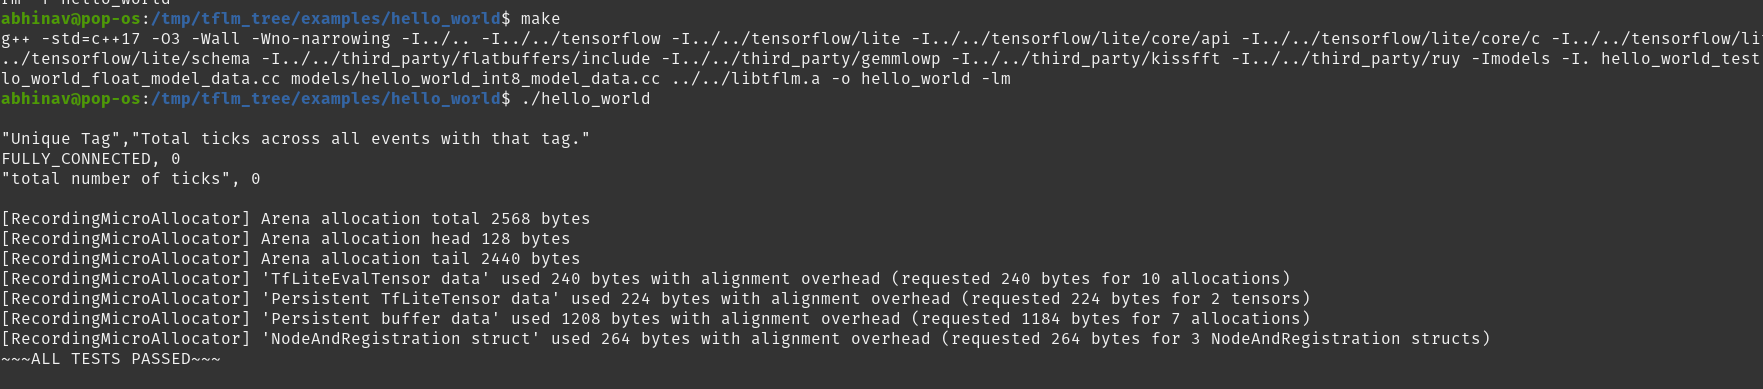 rm -f hello_world
abhinav@pop-os:/tmp/tflm_tree/examples/hello_world$ make
g++ -std=c++17 -O3 -Wall -Wno-narrowing -I../.. -I../../tensorflow -I../../tensorflow/lite -I../../tensorflow/lite/core/api -I../../tensorflow/lite/core/c -I../../tensorflow/lit
../tensorflow/lite/schema -I../../third_party/flatbuffers/include -I../../third_party/gemmlowp -I../../third_party/kissfft -I../../third_party/ruy -Imodels -I. hello_world_test
lo_world_float_model_data.cc models/hello_world_int8_model_data.cc ../../libtflm.a -o hello_world -lm
abhinav@pop-os:/tmp/tflm_tree/examples/hello_world$ ./hello_world
"Unique Tag","Total ticks across all events with that tag."
FULLY_CONNECTED, 0
"total number of ticks", 0
[RecordingMicroAllocator] Arena allocation total 2568 bytes
[RecordingMicroAllocator] Arena allocation head 128 bytes
[RecordingMicroAllocator] Arena allocation tail 2440 bytes
[RecordingMicroAllocator] 'TfLiteEvalTensor data' used 240 bytes with alignment overhead (requested 240 bytes for 10 allocations)
[RecordingMicroAllocator] 'Persistent TfLiteTensor data' used 224 bytes with alignment overhead (requested 224 bytes for 2 tensors)
[RecordingMicroAllocator] 'Persistent buffer data' used 1208 bytes with alignment overhead (requested 1184 bytes for 7 allocations)
[RecordingMicroAllocator] 'NodeAndRegistration struct' used 264 bytes with alignment overhead (requested 264 bytes for 3 NodeAndRegistration structs)
~~~ALL TESTS PASSED~~~